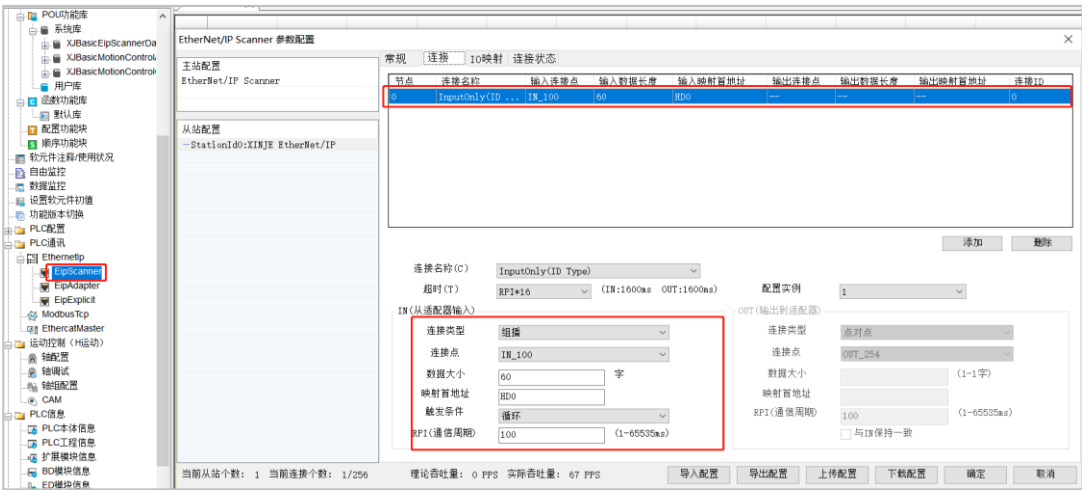 POU功能库
系统库
XJBasicEipScannerDa
XJBasicMotionControl
XJBasicMotionControl
用户库
函数功能库
默认库
配置功能块
顺序功能块
软元件注释/使用状况
自由监控
数据监控
设置软元件初值
功能版本切换
PLC配置
PLC通讯
EthernetIp
EipScanner
EipAdapter
EipExplicit
ModbusTcp
EthercatMaster
运动控制（H运动）
轴配置
轴调试
轴组配置
CAM
PLC信息
PLC本体信息
PLC工程信息
扩展模块信息
BD模块信息
ED模块信息
EtherNet/IP Scanner 参数配置
主站配置
EtherNet/IP Scanner
从站配置
StationId0:XINJE EtherNet/IP
常规 连接 IO映射 连接状态
节点 连接名称 输入连接点 输入数据长度 输入映射首地址 输出连接点 输出数据长度 输出映射首地址 连接ID
0 InputOnly(ID ... IN_100 60 HD0 -- -- -- 0
添加 删除
连接名称(C) InputOnly(ID Type)
超时(T) RPI*16 (IN:1600ms OUT:1600ms) 配置实例 1
IN(从适配器输入) OUT(输出到适配器)
连接类型 组播 连接类型 点对点
连接点 IN_100 连接点 OUT_254
数据大小 60 字 数据大小 (1-1字)
映射首地址 HD0 映射首地址
触发条件 循环 RPI(通信周期) 100 (1-65535ms)
RPI(通信周期) 100 (1-65535ms) 与IN保持一致
当前从站个数: 1 当前连接个数: 1/256 理论吞吐量: 0 PPS 实际吞吐量: 67 PPS 导入配置 导出配置 上传配置 下载配置 确定 取消